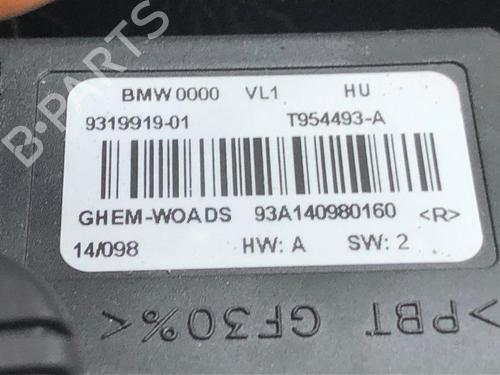 BMW 0000 VL1 HU
9319919-01 T954493-A
GHEM-WOADS 93A140980160 <R>
14/098 HW: A SW: 2
>PBT GF30%<
B-PARTS